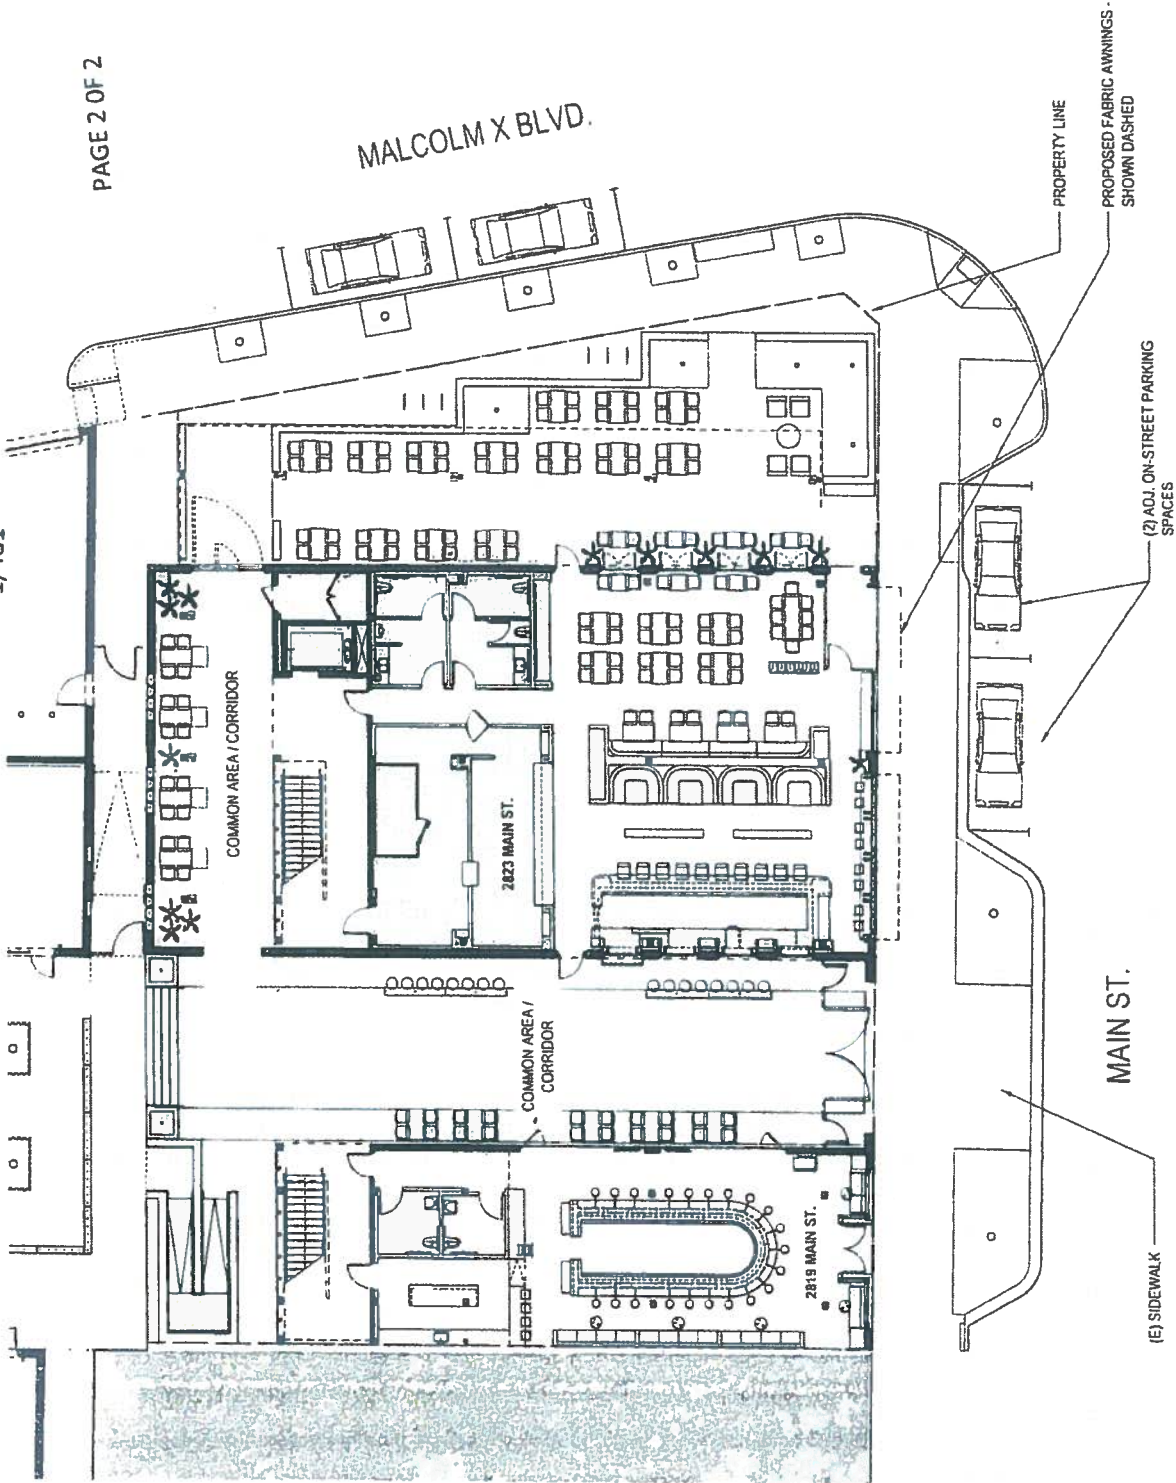 PAGE 2 OF 2
MALCOLM X BLVD.
PROPERTY LINE
PROPOSED FABRIC AWNINGS -
SHOWN DASHED
(2) ADJ. ON-STREET PARKING
SPACES
COMMON AREA / CORRIDOR
2823 MAIN ST.
COMMON AREA /
CORRIDOR
2819 MAIN ST.
MAIN ST.
(E) SIDEWALK